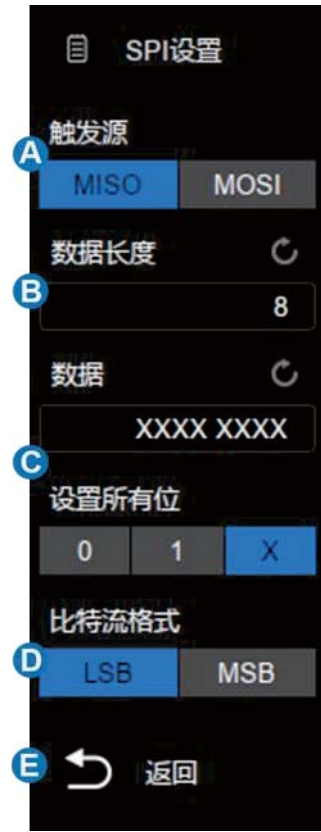 SPI设置
触发源
A
MISO MOSI
数据长度
B
8
数据
XXXX XXXX
C
设置所有位
0 1 X
比特流格式
D
LSB MSB
E
返回